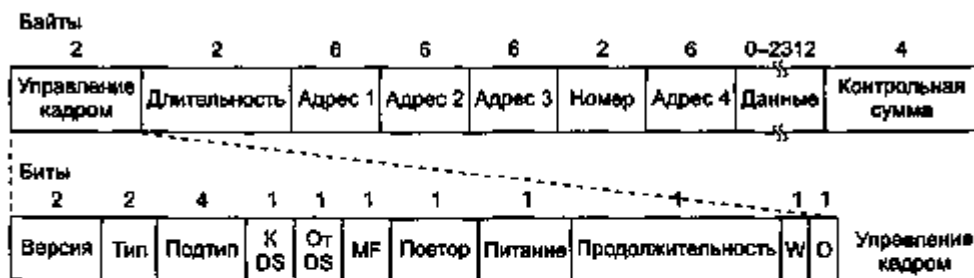 Байты
2 2 6 6 6 2 6 0–2312 4
Управление кадром Длительность Адрес 1 Адрес 2 Адрес 3 Номер Адрес 4 Данные Контрольная сумма
Биты
2 2 4 1 1 1 1 1 1 1 1
Версия Тип Подтип К DS От DS MF Повтор Питание Продолжительность W O Управление кадром